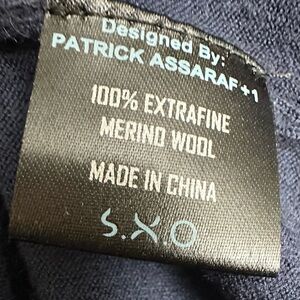 Designed By:
PATRICK ASSARAF+1
100% EXTRAFINE
MERINO WOOL
MADE IN CHINA
S.X.O